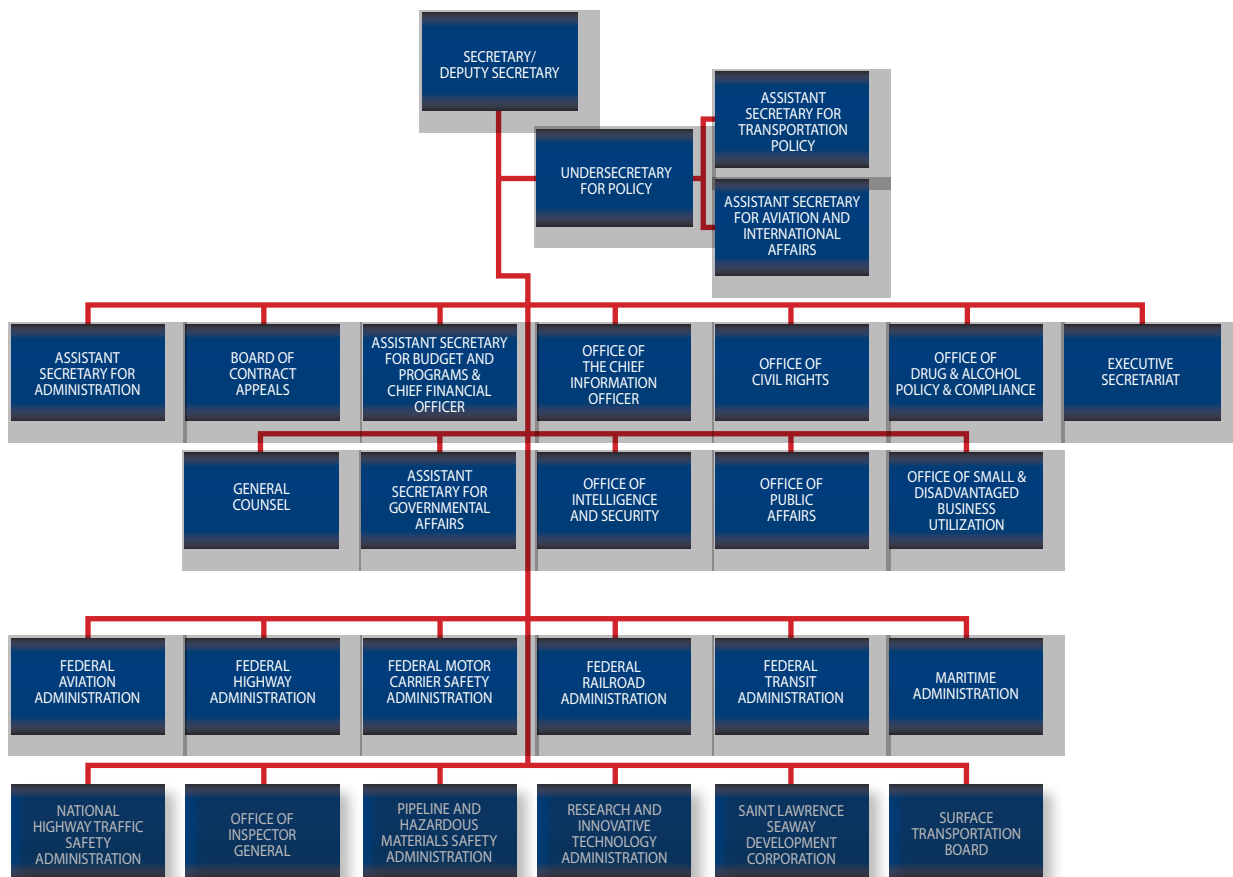 SECRETARY/
DEPUTY SECRETARY
ASSISTANT
SECRETARY FOR
TRANSPORTATION
POLICY
UNDERSECRETARY
FOR POLICY
ASSISTANT SECRETARY
FOR AVIATION AND
INTERNATIONAL
AFFAIRS
ASSISTANT
SECRETARY FOR
ADMINISTRATION
BOARD OF
CONTRACT
APPEALS
ASSISTANT SECRETARY
FOR BUDGET AND
PROGRAMS &
CHIEF FINANCIAL
OFFICER
OFFICE OF
THE CHIEF
INFORMATION
OFFICER
OFFICE OF
CIVIL RIGHTS
OFFICE OF
DRUG & ALCOHOL
POLICY & COMPLIANCE
EXECUTIVE
SECRETARIAT
GENERAL
COUNSEL
ASSISTANT
SECRETARY FOR
GOVERNMENTAL
AFFAIRS
OFFICE OF
INTELLIGENCE
AND SECURITY
OFFICE OF
PUBLIC
AFFAIRS
OFFICE OF SMALL &
DISADVANTAGED
BUSINESS
UTILIZATION
FEDERAL
AVIATION
ADMINISTRATION
FEDERAL
HIGHWAY
ADMINISTRATION
FEDERAL MOTOR
CARRIER SAFETY
ADMINISTRATION
FEDERAL
RAILROAD
ADMINISTRATION
FEDERAL
TRANSIT
ADMINISTRATION
MARITIME
ADMINISTRATION
NATIONAL
HIGHWAY TRAFFIC
SAFETY
ADMINISTRATION
OFFICE OF
INSPECTOR
GENERAL
PIPELINE AND
HAZARDOUS
MATERIALS SAFETY
ADMINISTRATION
RESEARCH AND
INNOVATIVE
TECHNOLOGY
ADMINISTRATION
SAINT LAWRENCE
SEAWAY
DEVELOPMENT
CORPORATION
SURFACE
TRANSPORTATION
BOARD